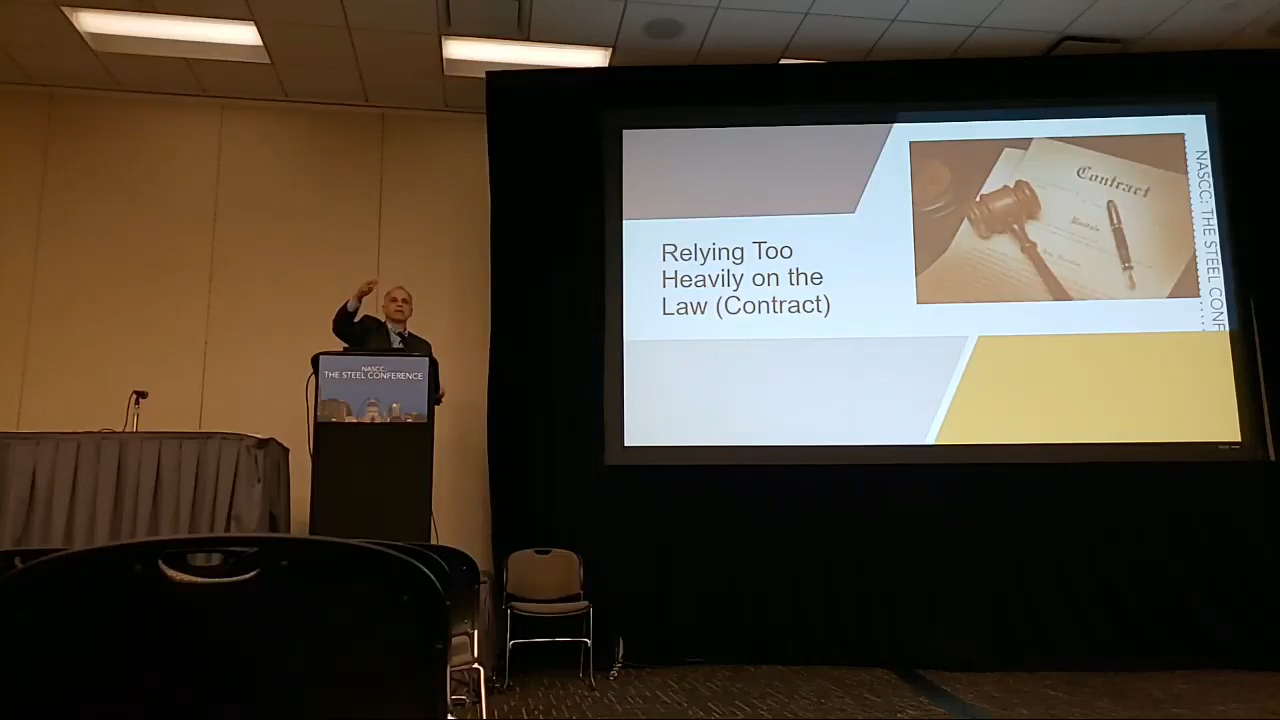 NASCC:
THE STEEL CONFERENCE
Relying Too
Heavily on the
Law (Contract)
Contract
NASCC: THE STEEL CONF